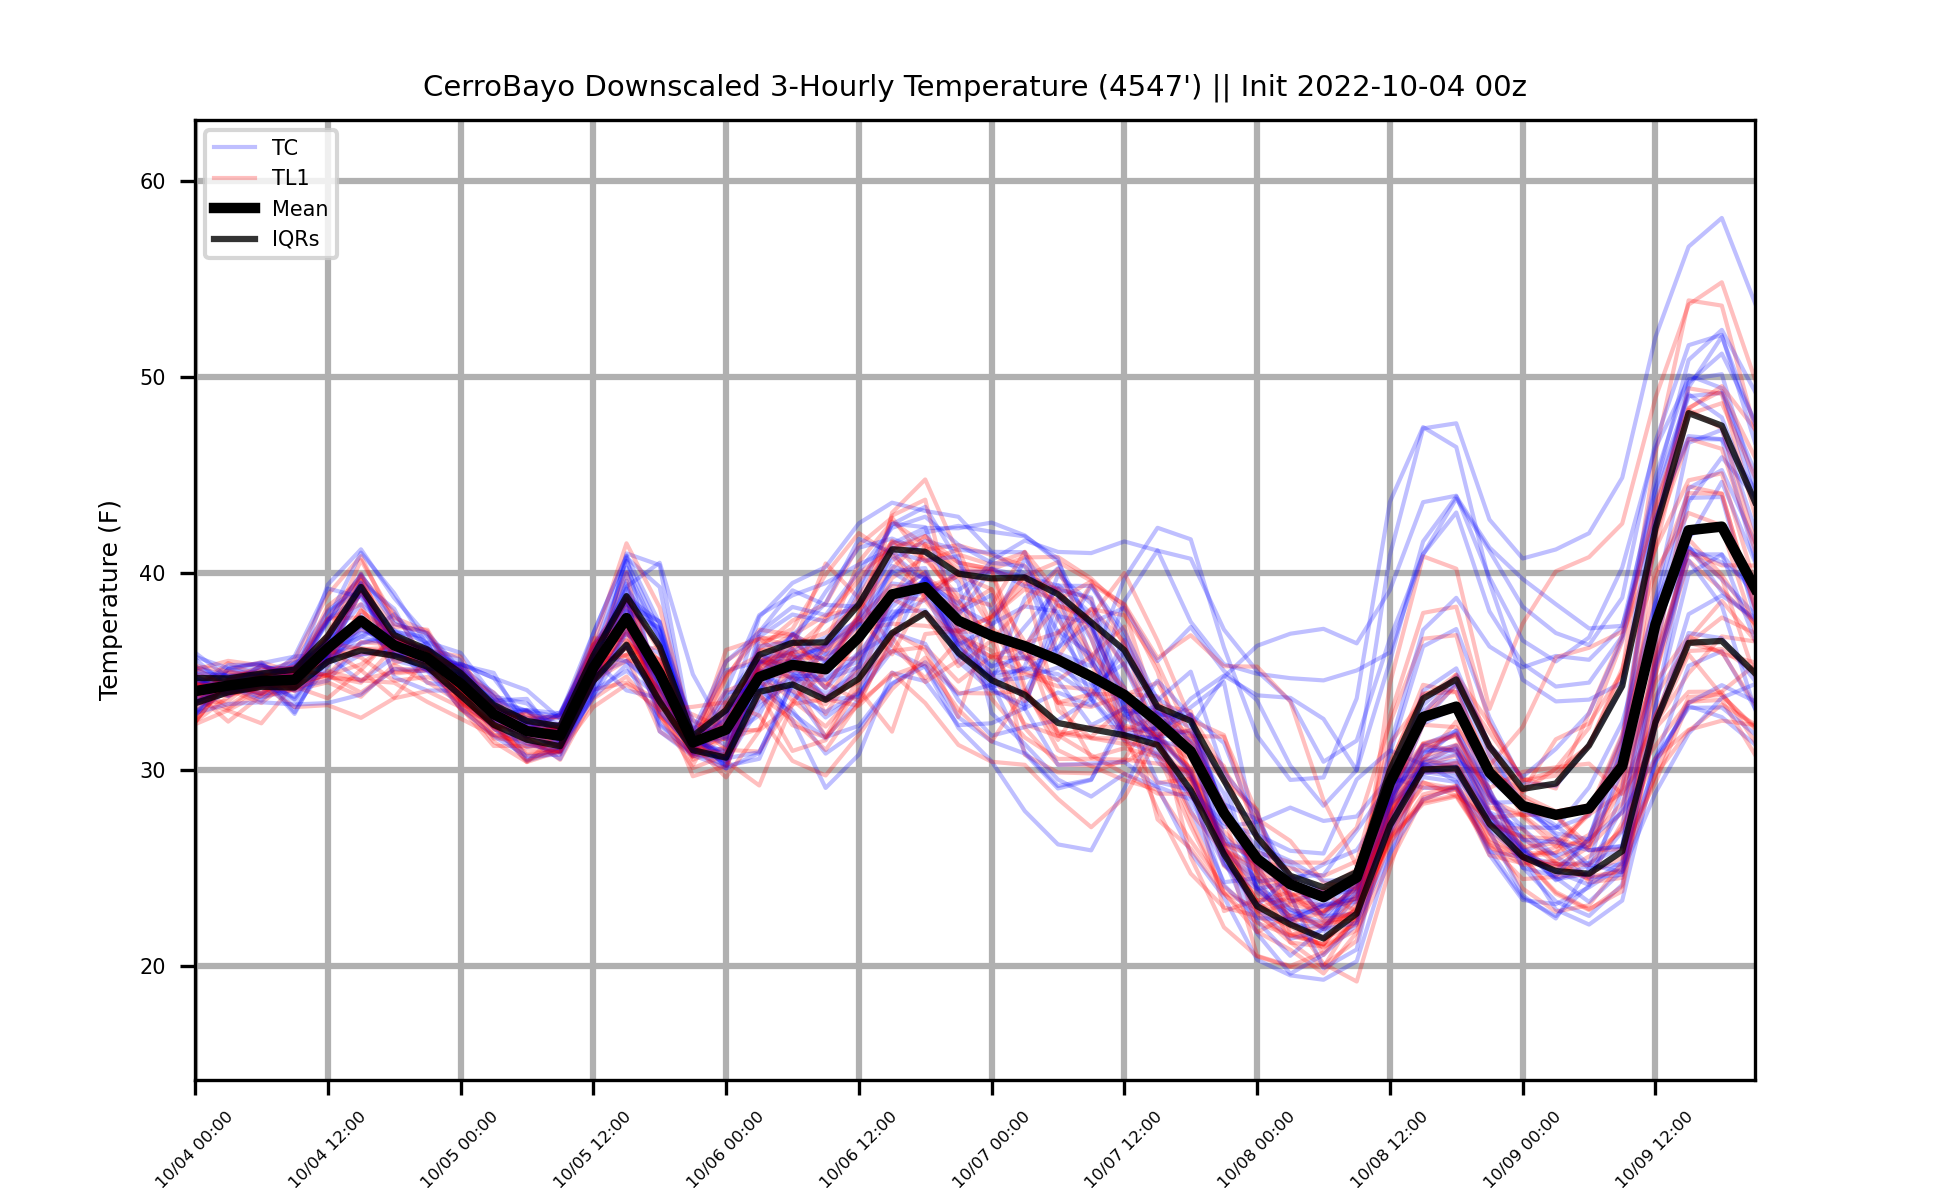 CerroBayo Downscaled 3-Hourly Temperature (4547') || Init 2022-10-04 00z
TC
TL1
Mean
IQRs
Temperature (F)
60
50
40
30
20
10/04 00:00
10/04 12:00
10/05 00:00
10/05 12:00
10/06 00:00
10/06 12:00
10/07 00:00
10/07 12:00
10/08 00:00
10/08 12:00
10/09 00:00
10/09 12:00